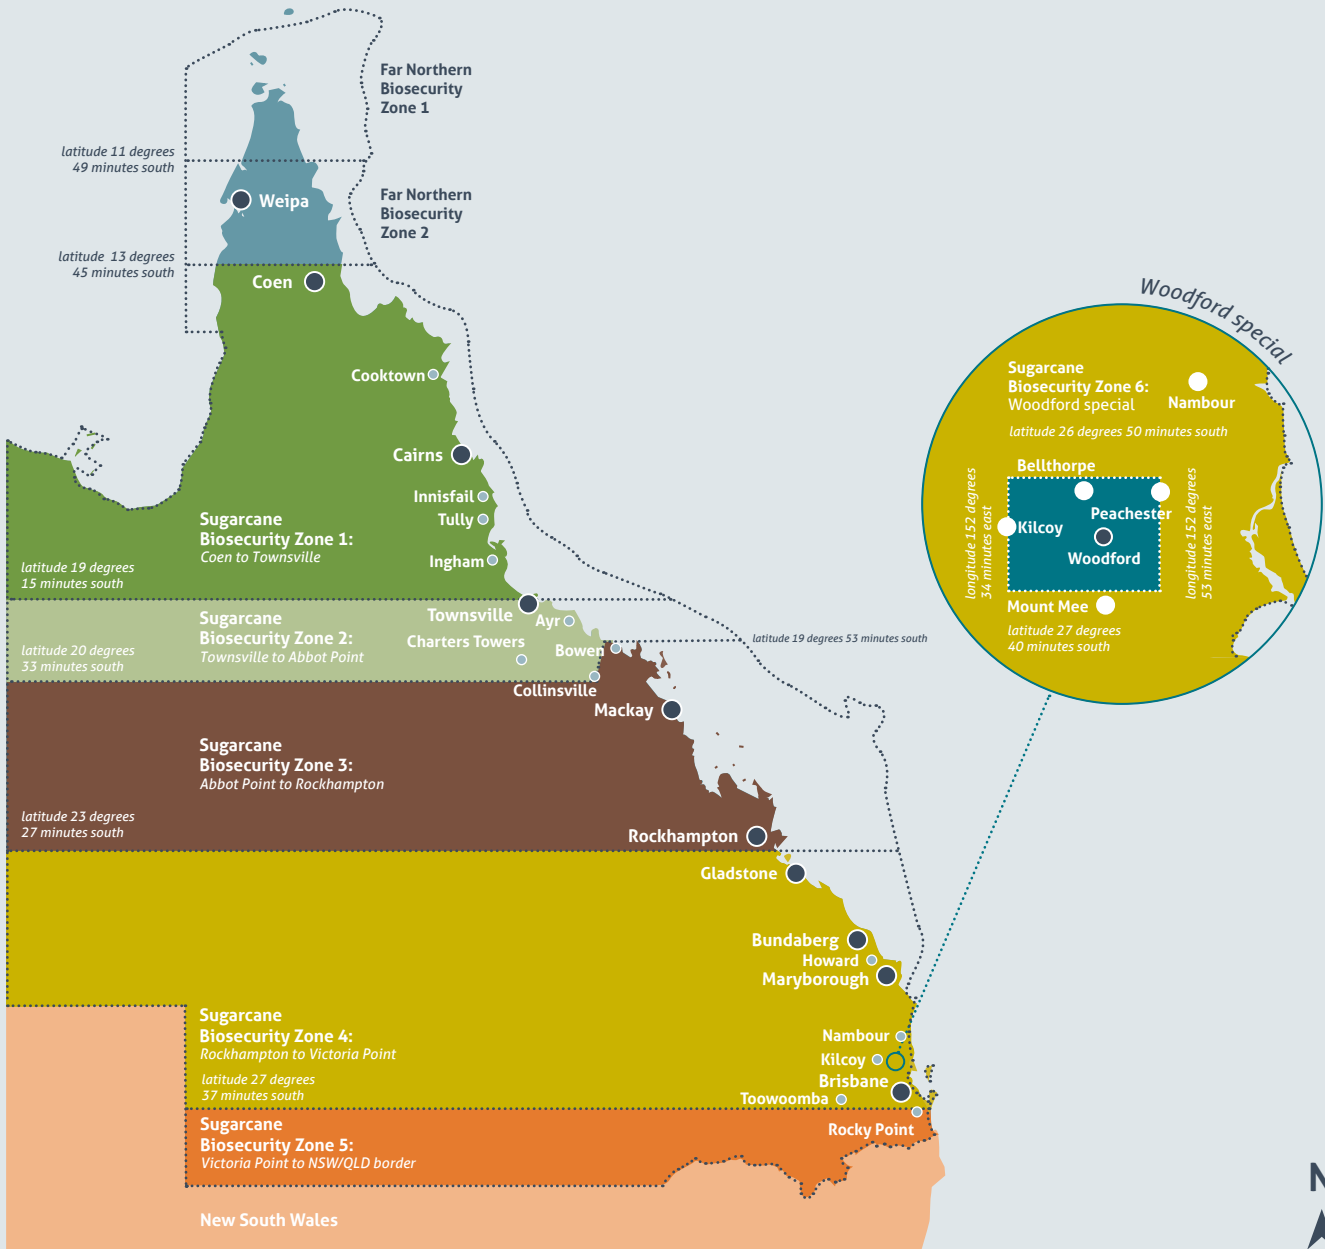 Far Northern
Biosecurity
Zone 1
latitude 11 degrees
49 minutes south
Weipa
Far Northern
Biosecurity
Zone 2
latitude  13 degrees
45 minutes south
Coen
Cooktown
Cairns
Innisfail
Tully
Ingham
Sugarcane
Biosecurity Zone 1:
Coen to Townsville
latitude 19 degrees
15 minutes south
Townsville
Ayr
Sugarcane
Biosecurity Zone 2:
Townsville to Abbot Point
Charters Towers
Bowen
latitude 19 degrees 53 minutes south
latitude 20 degrees
33 minutes south
Collinsville
Mackay
Sugarcane
Biosecurity Zone 3:
Abbot Point to Rockhampton
latitude 23 degrees
27 minutes south
Rockhampton
Gladstone
Bundaberg
Howard
Maryborough
Sugarcane
Biosecurity Zone 4:
Rockhampton to Victoria Point
latitude 27 degrees
37 minutes south
Nambour
Kilcoy
Brisbane
Toowoomba
Rocky Point
Sugarcane
Biosecurity Zone 5:
Victoria Point to NSW/QLD border
New South Wales
Woodford special
Sugarcane
Biosecurity Zone 6:
Woodford special
Nambour
latitude 26 degrees 50 minutes south
Bellthorpe
Peachester
Kilcoy
Woodford
longitude 152 degrees
34 minutes east
longitude 152 degrees
53 minutes east
Mount Mee
latitude 27 degrees
40 minutes south
N